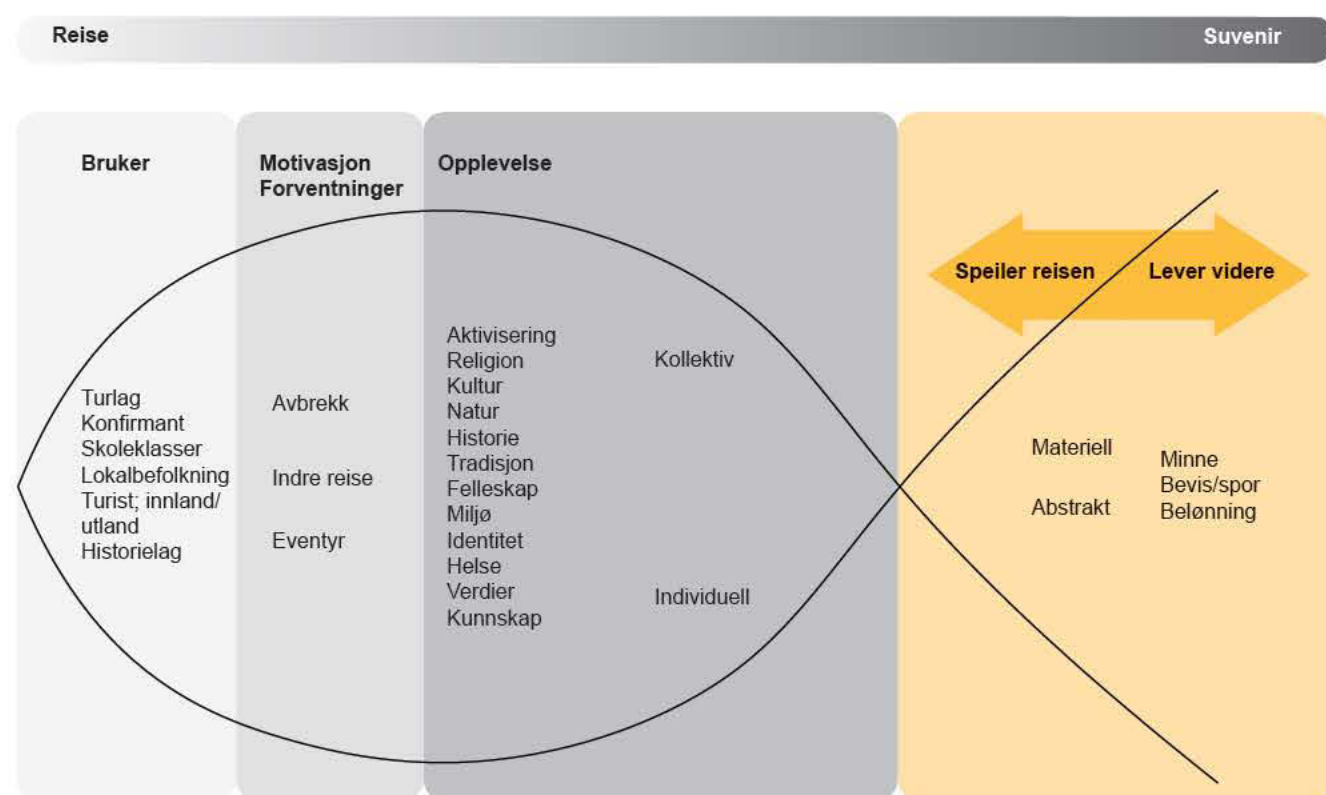 Reise
Suvenir
Bruker
Motivasjon
Forventninger
Opplevelse
Speiler reisen
Lever videre
Turlag
Konfirmant
Skoleklasser
Lokalbefolkning
Turist; innland/
utland
Historielag
Avbrekk
Indre reise
Eventyr
Aktivisering
Religion
Kultur
Natur
Historie
Tradisjon
Felleskap
Miljø
Identitet
Helse
Verdier
Kunnskap
Kollektiv
Individuell
Materiell
Abstrakt
Minne
Bevis/spor
Belønning